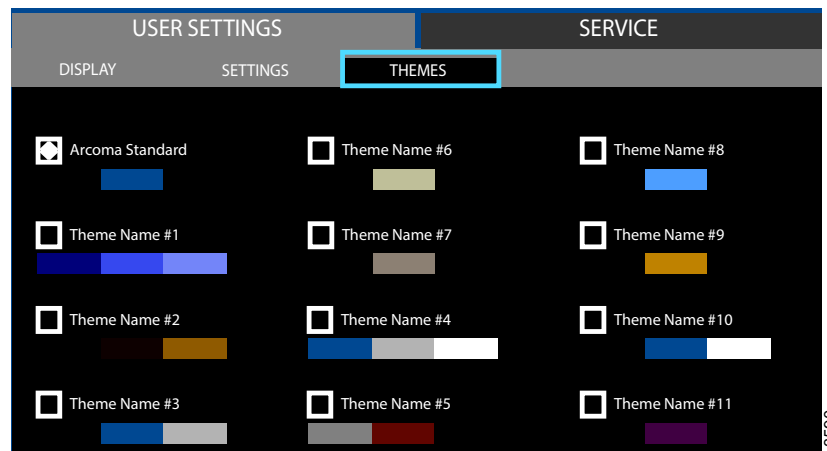 USER SETTINGS SERVICE
DISPLAY SETTINGS THEMES
Arcoma Standard Theme Name #6 Theme Name #8
Theme Name #1 Theme Name #7 Theme Name #9
Theme Name #2 Theme Name #4 Theme Name #10
Theme Name #3 Theme Name #5 Theme Name #11